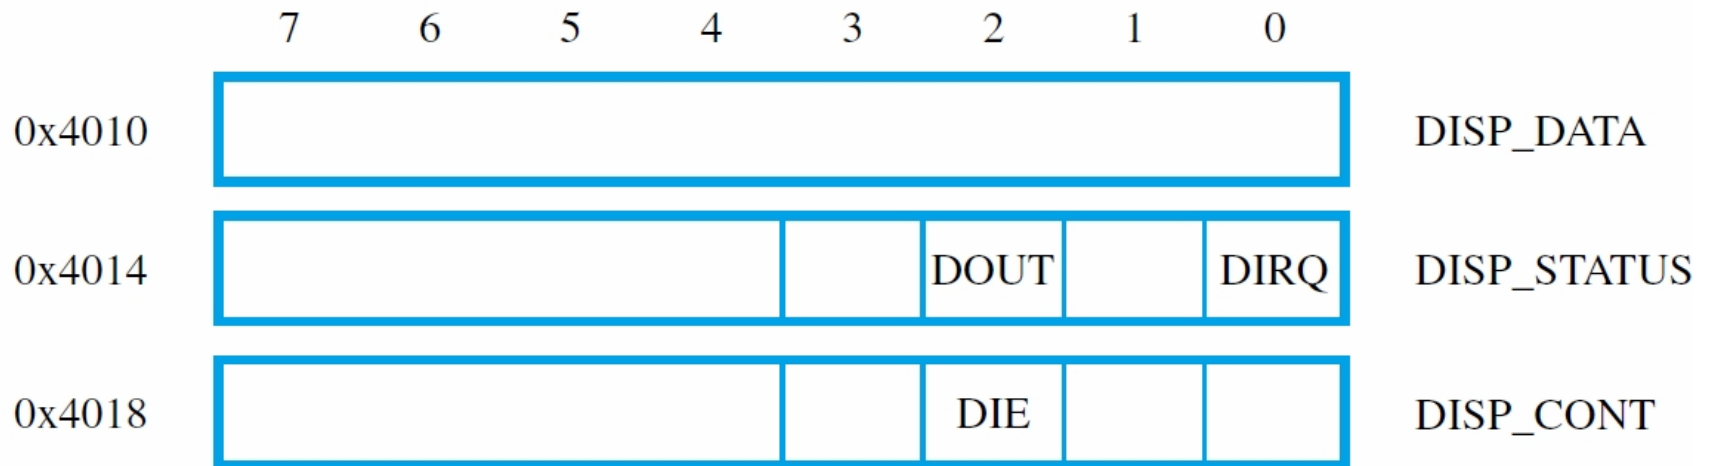 7 6 5 4 3 2 1 0
0x4010 DISP_DATA
0x4014 DOUT DIRQ DISP_STATUS
0x4018 DIE DISP_CONT